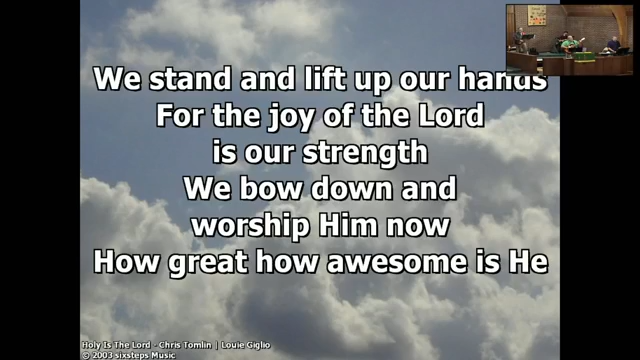 We stand and lift up our hands
For the joy of the Lord
is our strength
We bow down and
worship Him now
How great how awesome is He
Holy Is The Lord - Chris Tomlin | Louie Giglio
© 2003 sixsteps Music